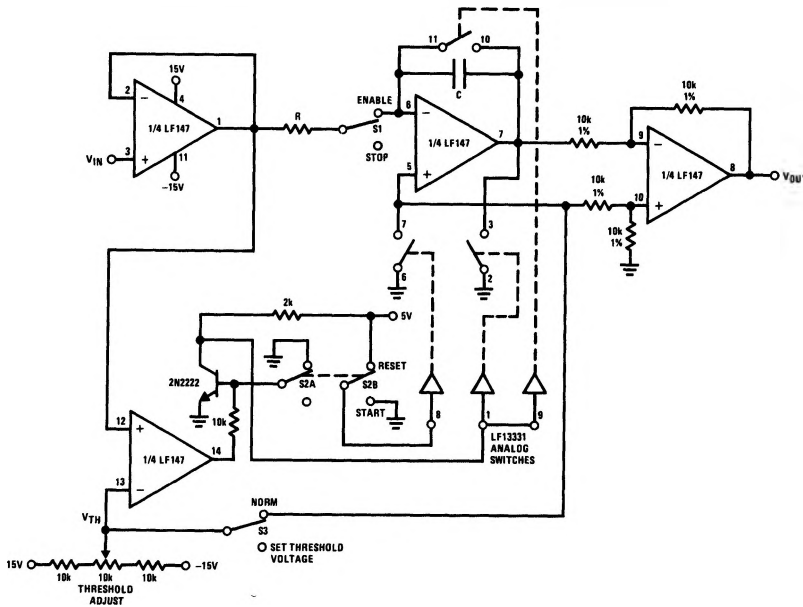 11
10
15V
2
4
ENABLE
C
10k
1%
1/4 LF147
1
R
S1
6
7
10k
1%
9
VIN
3
11
-15V
STOP
1/4 LF147
5
1/4 LF147
8
VOUT
10k
1%
10
10k
1%
7
3
6
2
2k
5V
RESET
2N2222
S2A
S2B
START
8
1
9
LF13331
ANALOG
SWITCHES
10k
12
1/4 LF147
14
13
VTH
NORM
S3
SET THRESHOLD
VOLTAGE
15V
10k
10k
10k
-15V
THRESHOLD
ADJUST